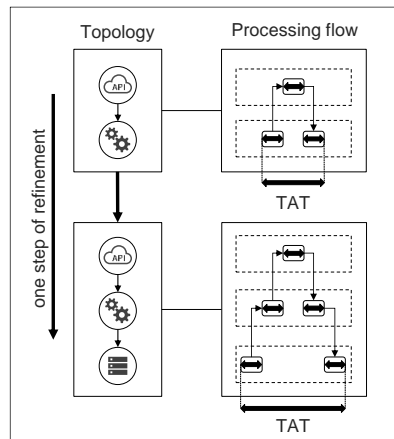 Topology
Processing flow
API
TAT
one step of refinement
API
TAT